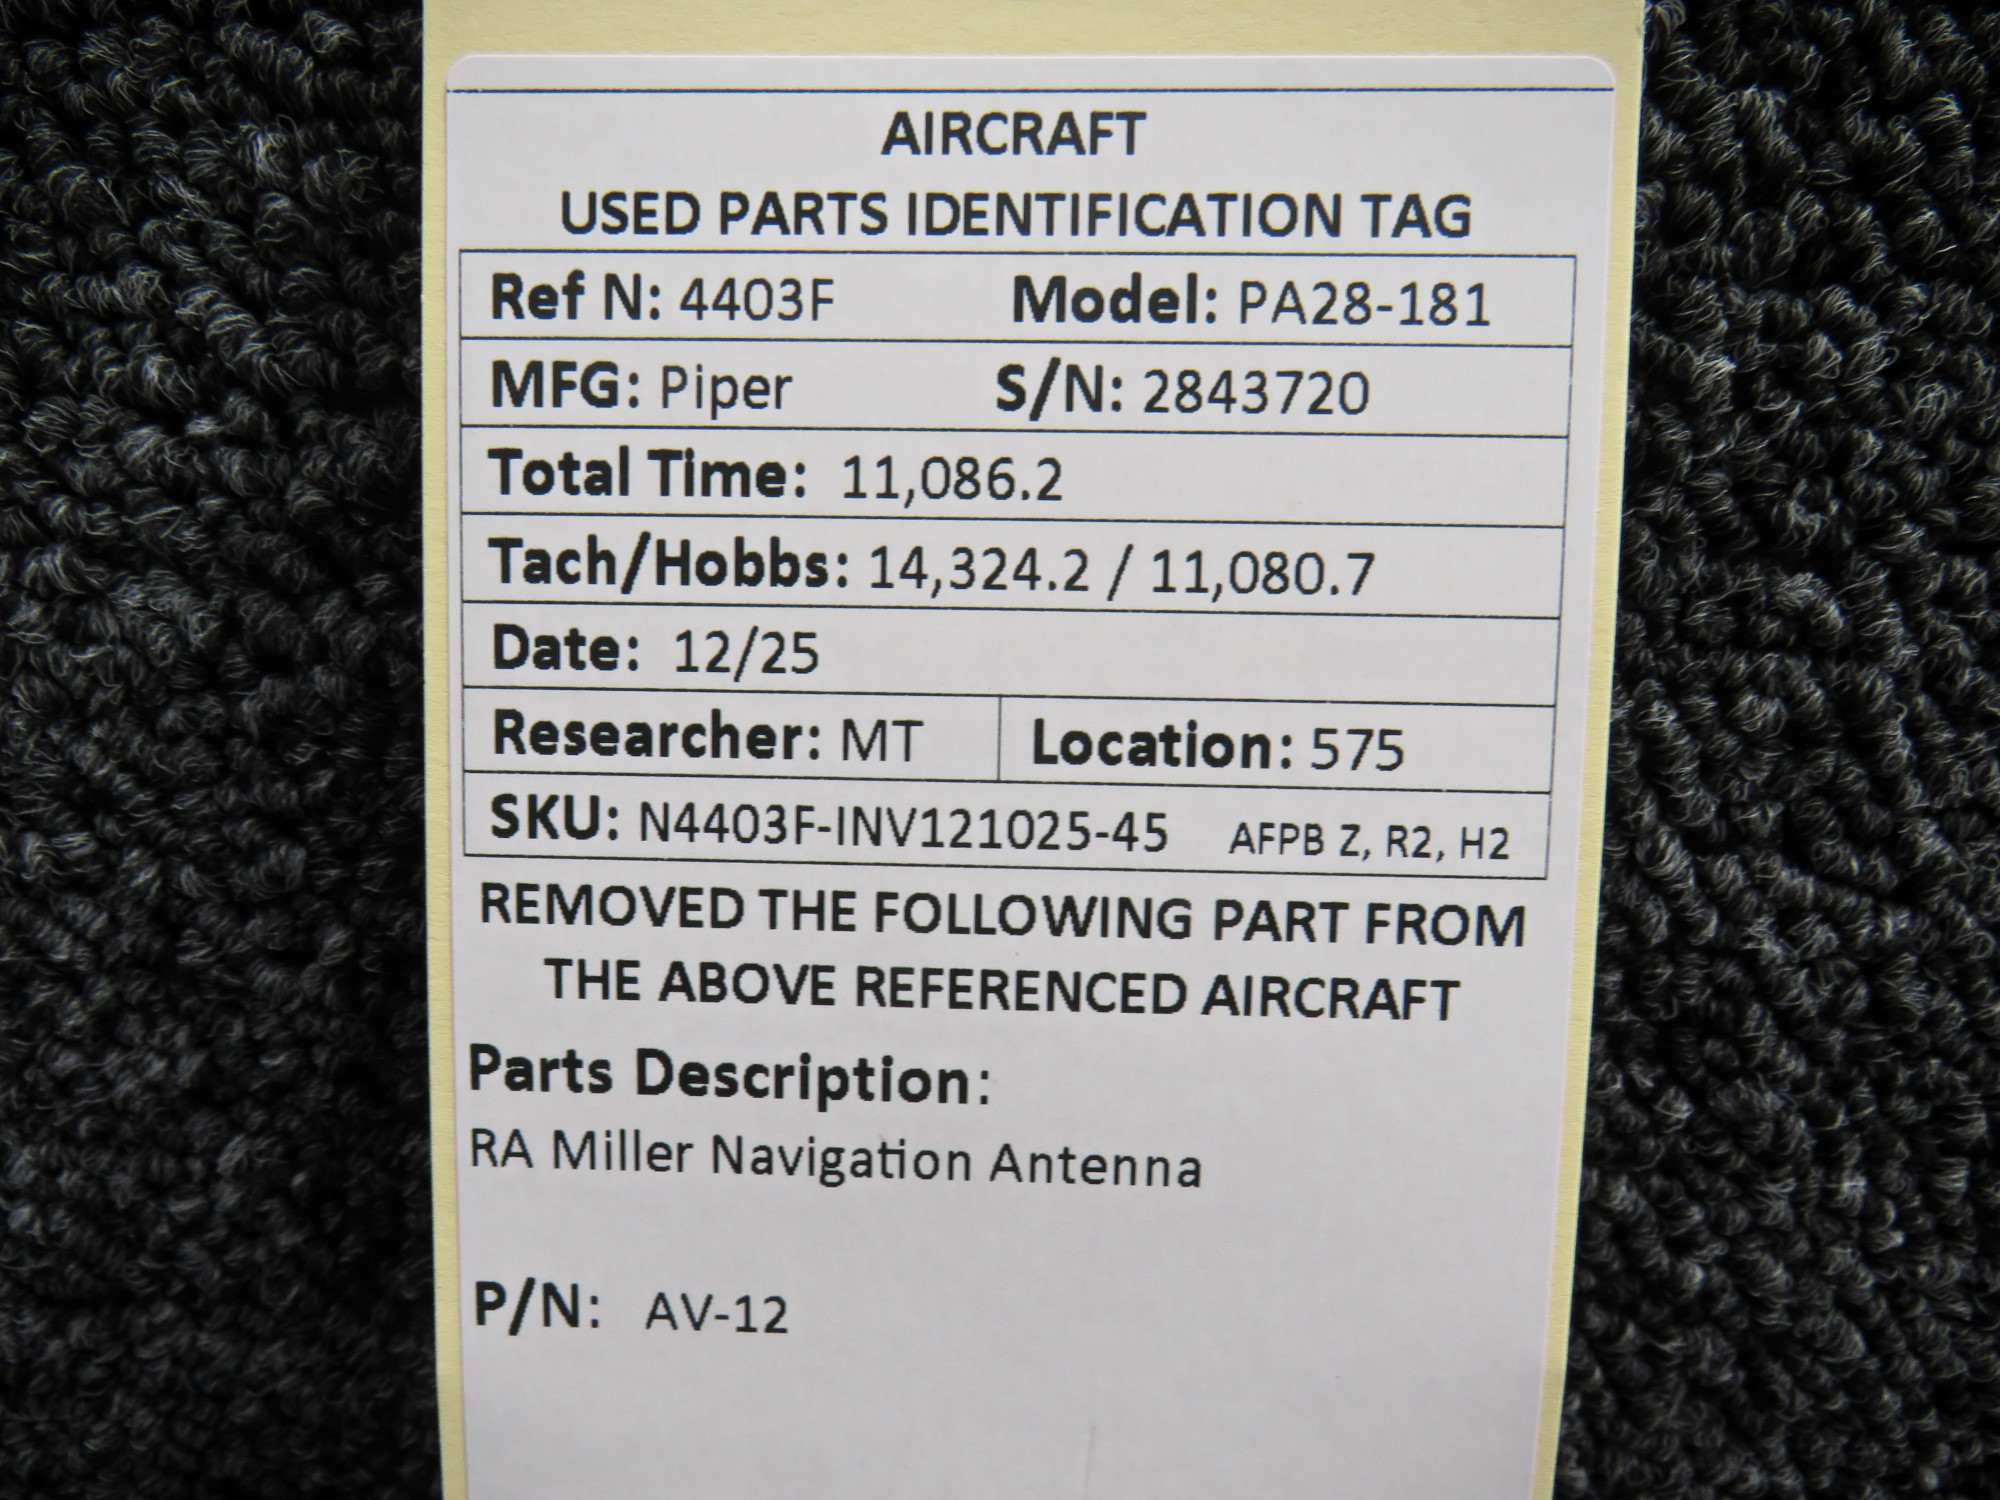 AIRCRAFT
USED PARTS IDENTIFICATION TAG
Ref N: 4403F Model: PA28-181
MFG: Piper S/N: 2843720
Total Time: 11,086.2
Tach/Hobbs: 14,324.2 / 11,080.7
Date: 12/25
Researcher: MT Location: 575
SKU: N4403F-INV121025-45 AFPB Z, R2, H2
REMOVED THE FOLLOWING PART FROM
THE ABOVE REFERENCED AIRCRAFT
Parts Description:
RA Miller Navigation Antenna
P/N: AV-12